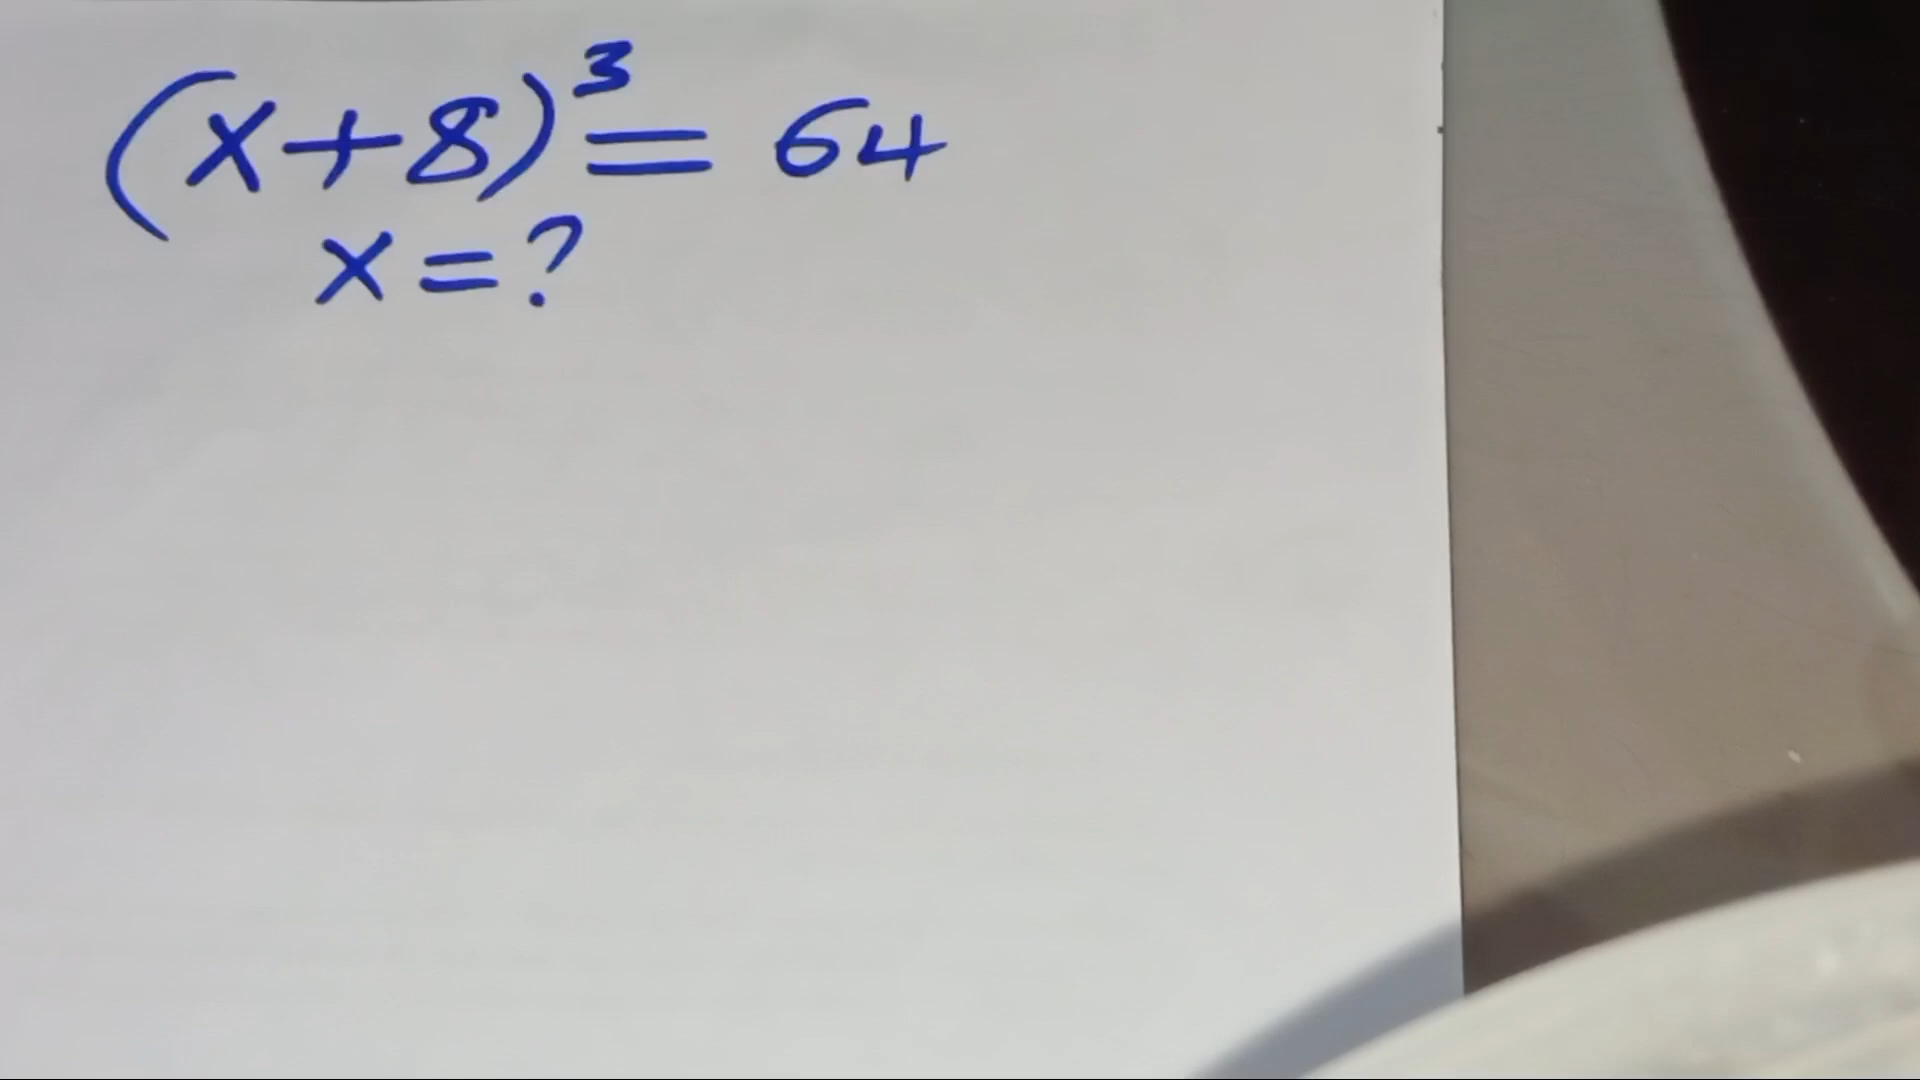 (x+8)³= 64
x = ?